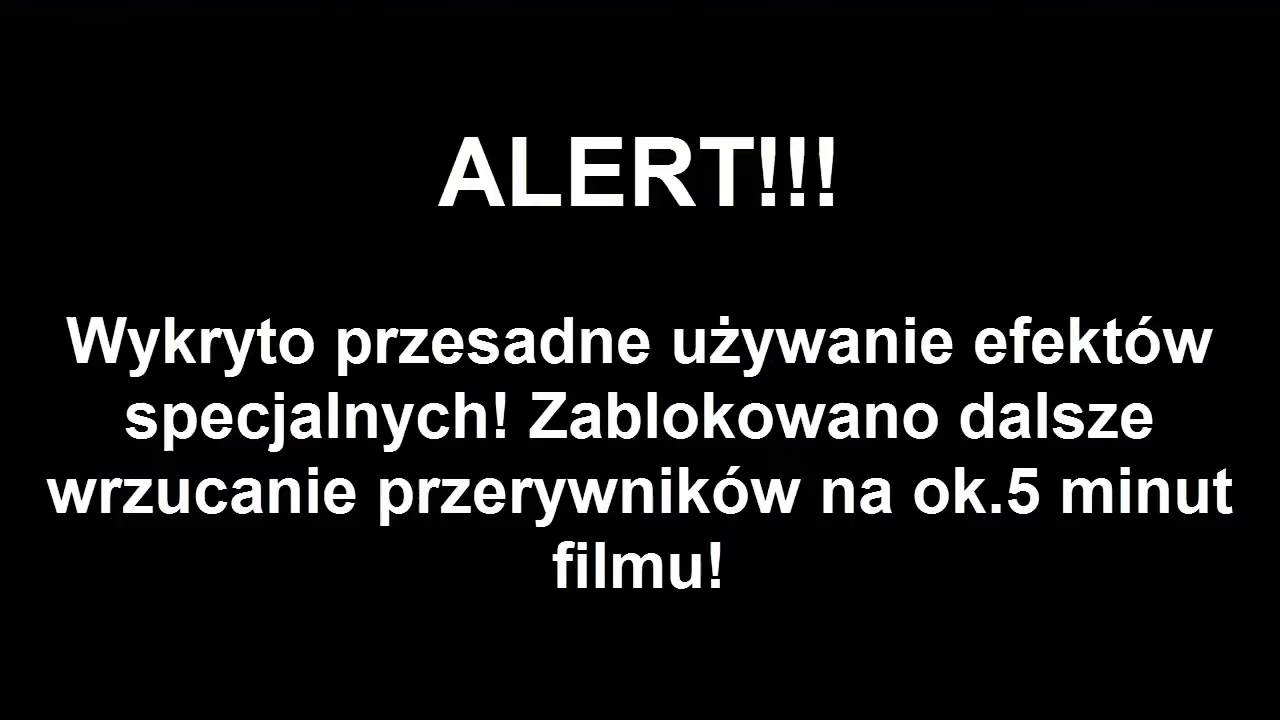 ALERT!!!
Wykryto przesadne używanie efektów
specjalnych! Zablokowano dalsze
wrzucanie przerywników na ok.5 minut
filmu!